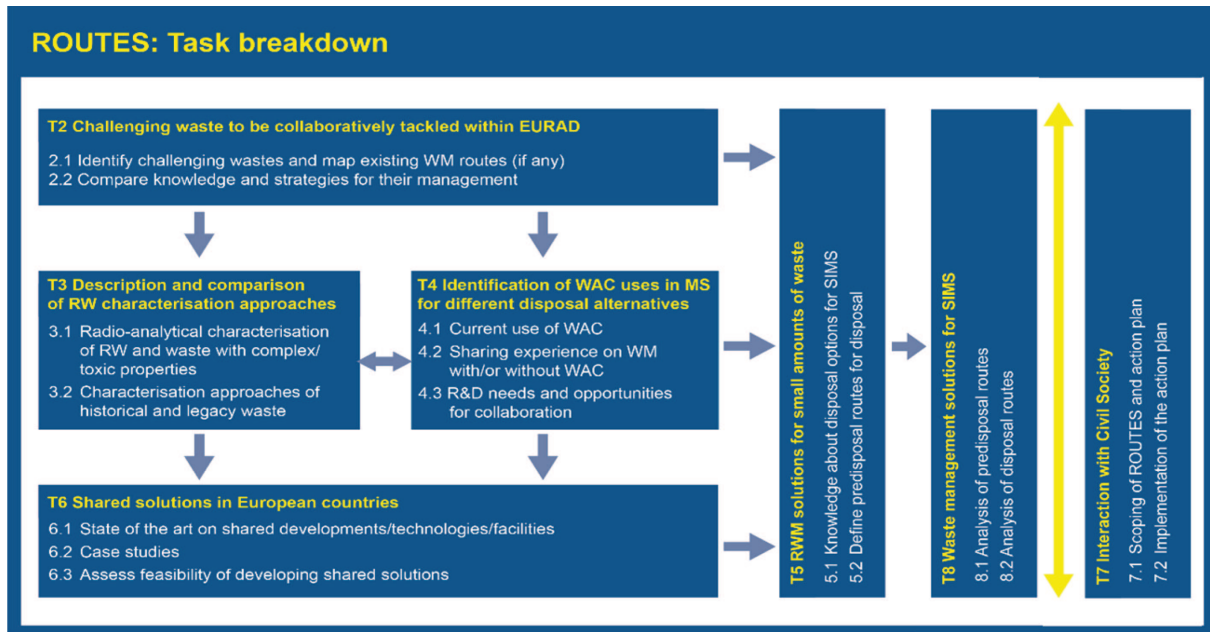 ROUTES: Task breakdown
T2 Challenging waste to be collaboratively tackled within EURAD
2.1 Identify challenging wastes and map existing WM routes (if any)
2.2 Compare knowledge and strategies for their management
T3 Description and comparison
of RW characterisation approaches
3.1 Radio-analytical characterisation
of RW and waste with complex/
toxic properties
3.2 Characterisation approaches of
historical and legacy waste
T4 Identification of WAC uses in MS
for different disposal alternatives
4.1 Current use of WAC
4.2 Sharing experience on WM
with/or without WAC
4.3 R&D needs and opportunities
for collaboration
T6 Shared solutions in European countries
6.1 State of the art on shared developments/technologies/facilities
6.2 Case studies
6.3 Assess feasibility of developing shared solutions
T5 RWM solutions for small amounts of waste
5.1 Knowledge about disposal options for SIMS
5.2 Define predisposal routes for disposal
T8 Waste management solutions for SIMS
8.1 Analysis of predisposal routes
8.2 Analysis of disposal routes
T7 Interaction with Civil Society
7.1 Scoping of ROUTES and action plan
7.2 Implementation of the action plan